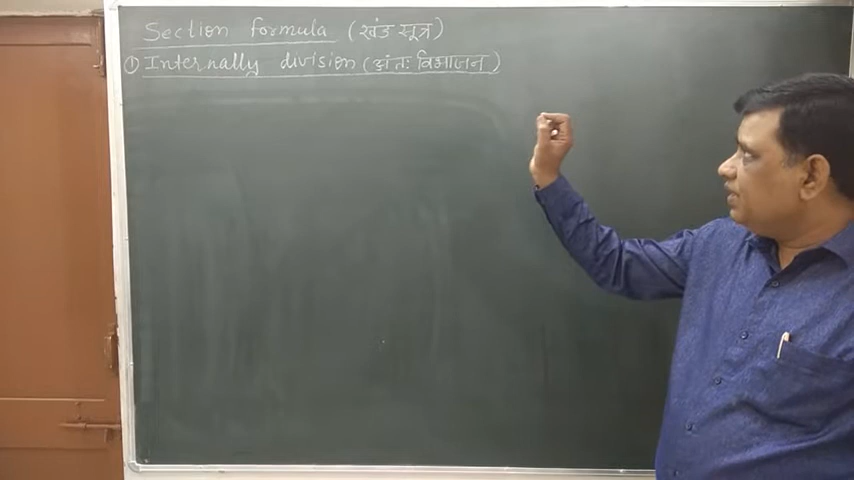 Section formula (खंड सूत्र)
① Internally division (अंतः विभाजन)